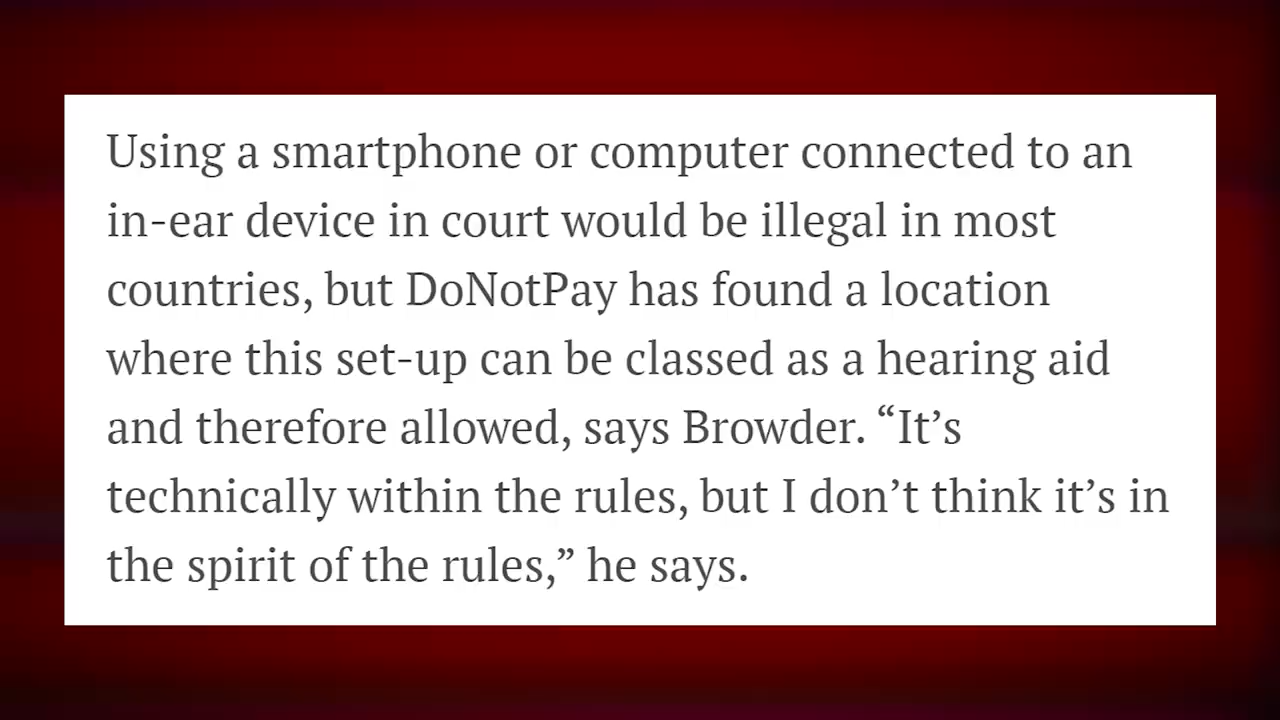 Using a smartphone or computer connected to an
in-ear device in court would be illegal in most
countries, but DoNotPay has found a location
where this set-up can be classed as a hearing aid
and therefore allowed, says Browder. “It’s
technically within the rules, but I don’t think it’s in
the spirit of the rules,” he says.